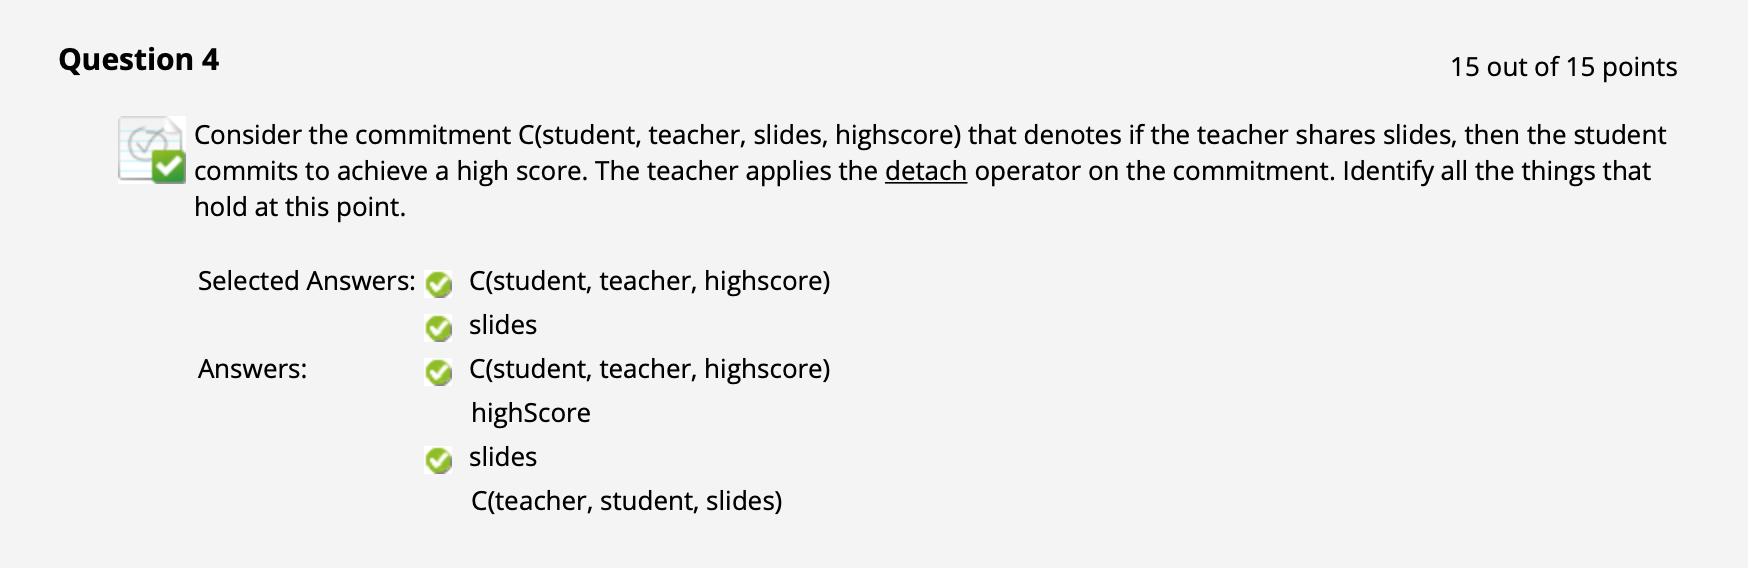 Question 4
15 out of 15 points
Consider the commitment C(student, teacher, slides, highscore) that denotes if the teacher shares slides, then the student
commits to achieve a high score. The teacher applies the detach operator on the commitment. Identify all the things that
hold at this point.
Selected Answers: C(student, teacher, highscore)
slides
Answers: C(student, teacher, highscore)
highScore
slides
C(teacher, student, slides)